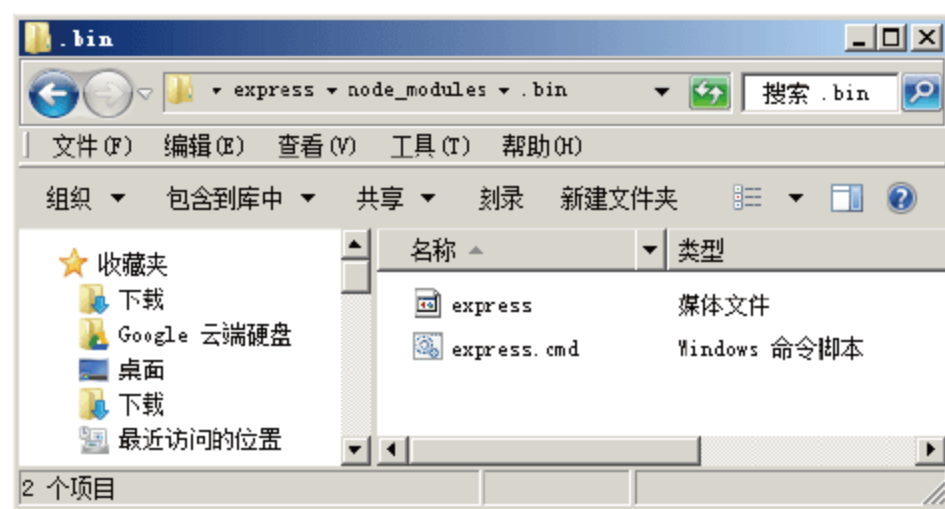 .bin
express node_modules .bin 搜索 .bin
文件(F) 编辑(E) 查看(V) 工具(T) 帮助(H)
组织 包含到库中 共享 刻录 新建文件夹
收藏夹
下载
Google 云端硬盘
桌面
下载
最近访问的位置
名称 类型
express 媒体文件
express.cmd Windows 命令脚本
2 个项目